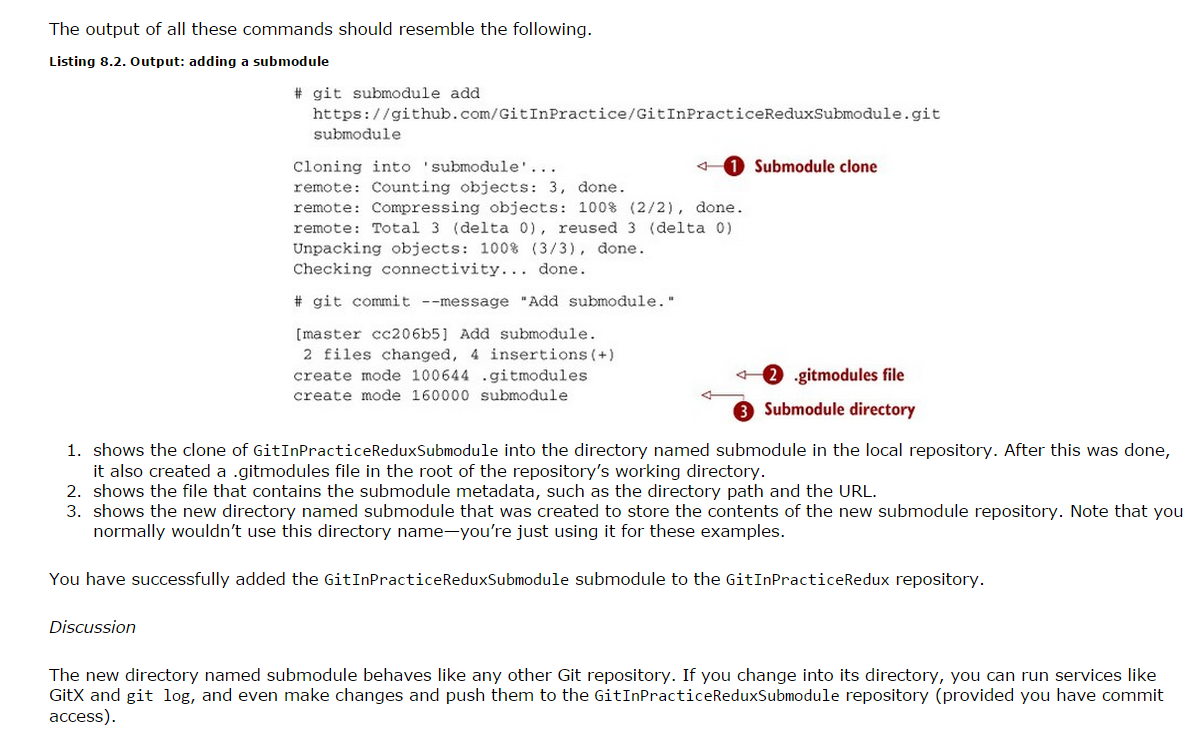 The output of all these commands should resemble the following.
Listing 8.2. Output: adding a submodule
# git submodule add
https://github.com/GitInPractice/GitInPracticeReduxSubmodule.git
submodule
Cloning into 'submodule'...
1 Submodule clone
remote: Counting objects: 3, done.
remote: Compressing objects: 100% (2/2), done.
remote: Total 3 (delta 0), reused 3 (delta 0)
Unpacking objects: 100% (3/3), done.
Checking connectivity... done.
# git commit --message "Add submodule."
[master cc206b5] Add submodule.
2 files changed, 4 insertions(+)
create mode 100644 .gitmodules
2 .gitmodules file
create mode 160000 submodule
3 Submodule directory
1. shows the clone of GitInPracticeReduxSubmodule into the directory named submodule in the local repository. After this was done,
it also created a .gitmodules file in the root of the repository’s working directory.
2. shows the file that contains the submodule metadata, such as the directory path and the URL.
3. shows the new directory named submodule that was created to store the contents of the new submodule repository. Note that you
normally wouldn’t use this directory name—you’re just using it for these examples.
You have successfully added the GitInPracticeReduxSubmodule submodule to the GitInPracticeRedux repository.
Discussion
The new directory named submodule behaves like any other Git repository. If you change into its directory, you can run services like
GitX and git log, and even make changes and push them to the GitInPracticeReduxSubmodule repository (provided you have commit
access).